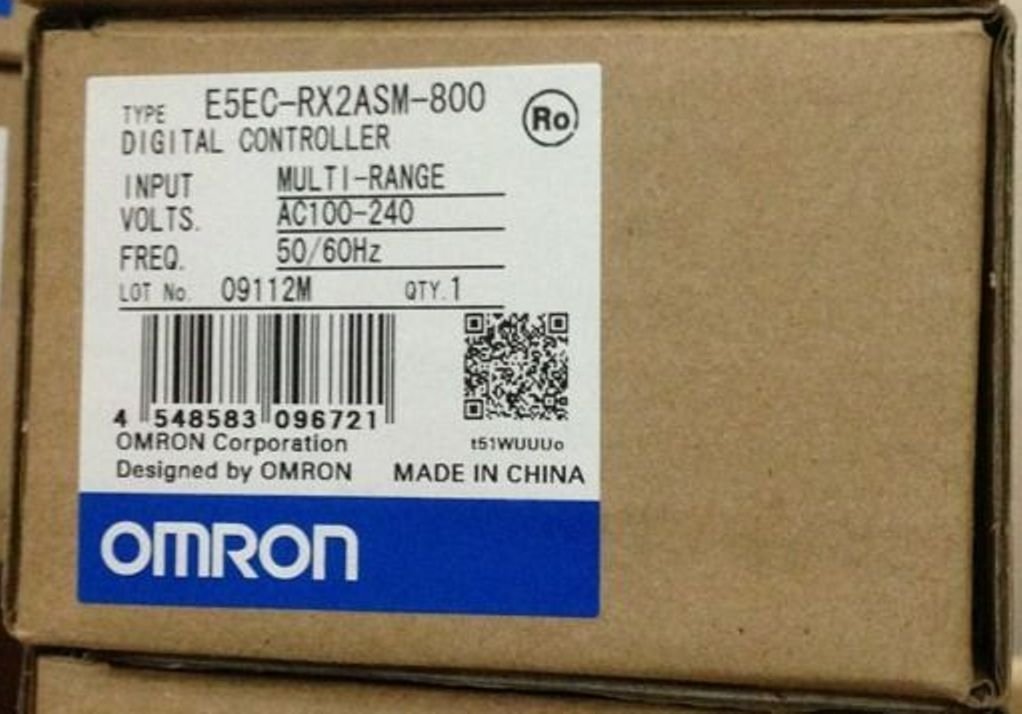 TYPE E5EC-RX2ASM-800
Ro
DIGITAL CONTROLLER
INPUT MULTI-RANGE
VOLTS. AC100-240
FREQ. 50/60Hz
LOT No. 09112M QTY.1
4 548583 096721
OMRON Corporation
t51WUUUo
Designed by OMRON MADE IN CHINA
OMRON